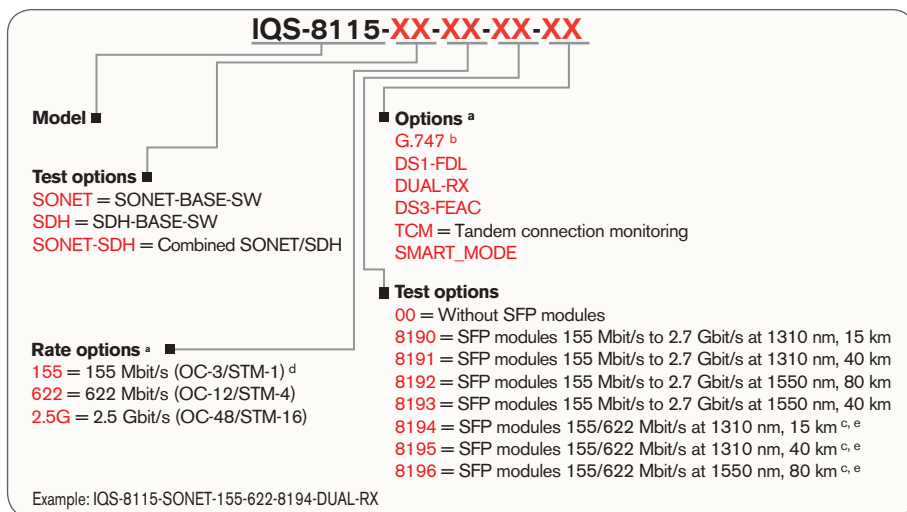 IQS-8115-XX-XX-XX-XX
Model
Test options
SONET = SONET-BASE-SW
SDH = SDH-BASE-SW
SONET-SDH = Combined SONET/SDH
Rate options a
155 = 155 Mbit/s (OC-3/STM-1) d
622 = 622 Mbit/s (OC-12/STM-4)
2.5G = 2.5 Gbit/s (OC-48/STM-16)
Options a
G.747 b
DS1-FDL
DUAL-RX
DS3-FEAC
TCM = Tandem connection monitoring
SMART_MODE
Test options
00 = Without SFP modules
8190 = SFP modules 155 Mbit/s to 2.7 Gbit/s at 1310 nm, 15 km
8191 = SFP modules 155 Mbit/s to 2.7 Gbit/s at 1310 nm, 40 km
8192 = SFP modules 155 Mbit/s to 2.7 Gbit/s at 1550 nm, 80 km
8193 = SFP modules 155 Mbit/s to 2.7 Gbit/s at 1550 nm, 40 km
8194 = SFP modules 155/622 Mbit/s at 1310 nm, 15 km c, e
8195 = SFP modules 155/622 Mbit/s at 1310 nm, 40 km c, e
8196 = SFP modules 155/622 Mbit/s at 1550 nm, 80 km c, e
Example: IQS-8115-SONET-155-622-8194-DUAL-RX